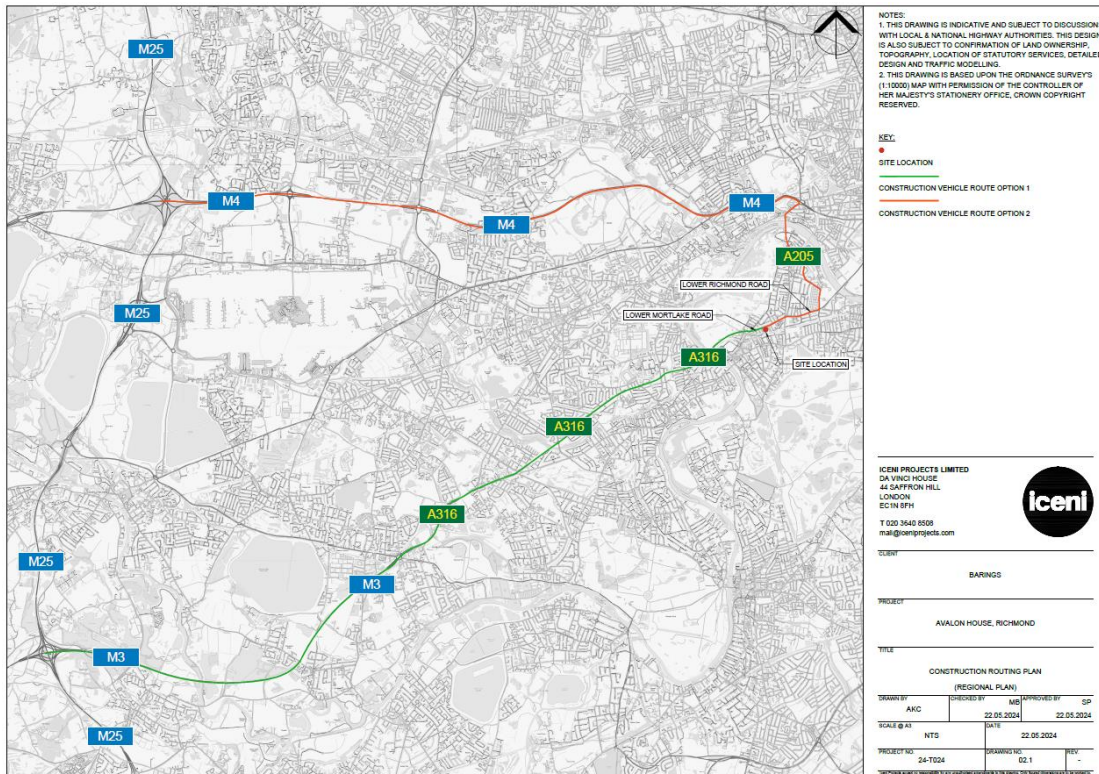 M25
M4
M4
M4
A205
M25
LOWER RICHMOND ROAD
LOWER MORTLAKE ROAD
A316
SITE LOCATION
A316
A316
M25
M3
M3
M25
NOTES:
1. THIS DRAWING IS INDICATIVE AND SUBJECT TO DISCUSSION
WITH LOCAL & NATIONAL HIGHWAY AUTHORITIES. THIS DESIGN
IS ALSO SUBJECT TO CONFIRMATION OF LAND OWNERSHIP,
TOPOGRAPHY, LOCATION OF STATUTORY SERVICES, DETAILED
DESIGN AND TRAFFIC MODELLING.
2. THIS DRAWING IS BASED UPON THE ORDNANCE SURVEY'S
(1:10000) MAP WITH PERMISSION OF THE CONTROLLER OF
HER MAJESTY'S STATIONERY OFFICE, CROWN COPYRIGHT
RESERVED.
KEY:
SITE LOCATION
CONSTRUCTION VEHICLE ROUTE OPTION 1
CONSTRUCTION VEHICLE ROUTE OPTION 2
ICENI PROJECTS LIMITED
DA VINCI HOUSE
44 SAFFRON HILL
LONDON
EC1N 8FH
T 020 3640 8508
mail@iceniprojects.com
iceni
CLIENT
BARINGS
PROJECT
AVALON HOUSE, RICHMOND
TITLE
CONSTRUCTION ROUTING PLAN
(REGIONAL PLAN)
DRAWN BY
AKC
CHECKED BY
MB
22.05.2024
APPROVED BY
SP
22.05.2024
SCALE @ A3
NTS
DATE
22.05.2024
PROJECT NO.
24-T024
DRAWING NO.
02.1
REV.
-